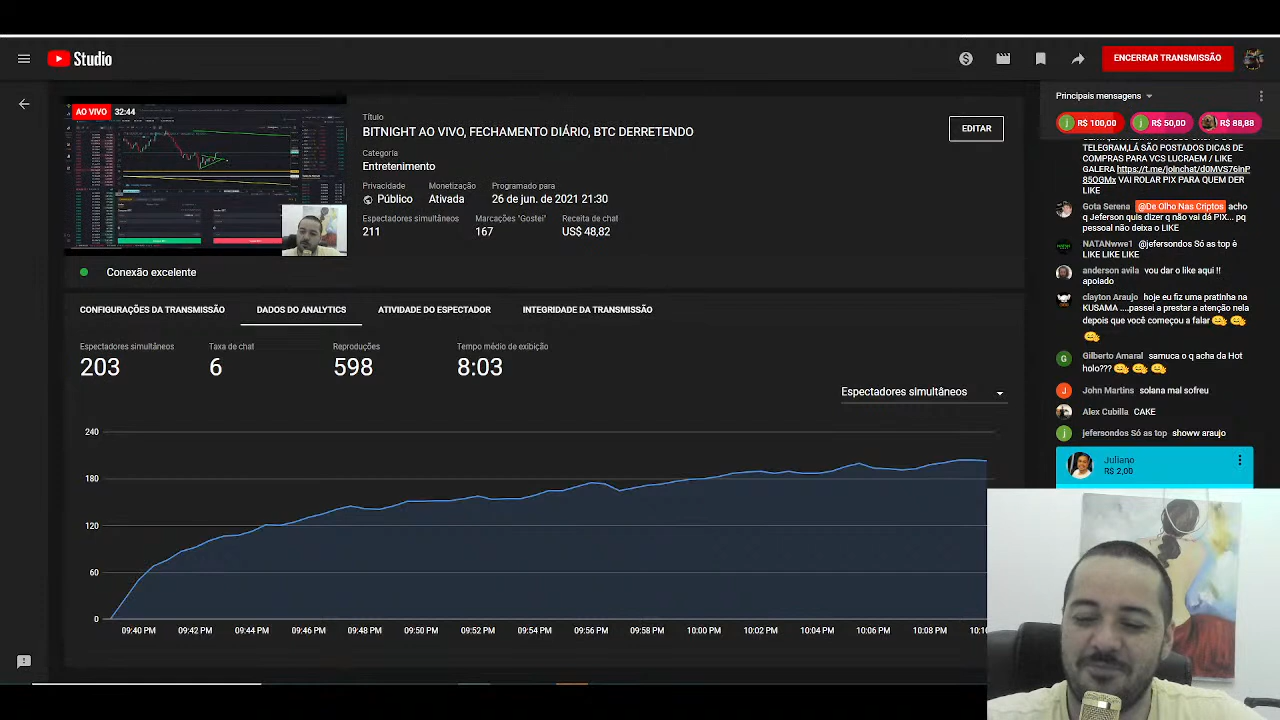 Studio
ENCERRAR TRANSMISSÃO
AO VIVO
32:44
Título
BITNIGHT AO VIVO, FECHAMENTO DIARIO, BTC DERRETENDO
EDITAR
Categoria
Entretenimento
Privacidade
Monetização
Programada para
Público
Ativada
26 de jun. de 2021 21:30
Espectadores simultâneos
Marcações "Gostei"
Receita de chat
211
167
US$ 48,82
Conexão excelente
CONFIGURAÇÕES DA TRANSMISSÃO
DADOS DO ANALYTICS
ATIVIDADE DO ESPECTADOR
INTEGRIDADE DA TRANSMISSÃO
Espectadores simultâneos
Taxa de chat
Reproduções
Tempo médio de exibição
203
6
598
8:03
Espectadores simultâneos
240
180
120
60
0
09:40 PM
09:42 PM
09:44 PM
09:46 PM
09:48 PM
09:50 PM
09:52 PM
09:54 PM
09:56 PM
09:58 PM
10:00 PM
10:02 PM
10:04 PM
10:06 PM
10:08 PM
10:10
Principais mensagens
j R$ 100,00
j R$ 50,00
R$ 88,88
TELEGRAM,LÁ SÃO POSTADOS DICAS DE
COMPRAS PARA VCS LUCRAEM / LIKE
GALERA https://t.me/joinchat/d0MVS76inP
85OGMx VAI ROLAR PIX PARA QUEM DER
LIKE
Gota Serena @De Olho Nas Criptos acho
q Jeferson quis dizer q não vai dá PIX... pq
pessoal não deixa o LIKE
NATANwwe1 @jefersondos Só as top è
LIKE LIKE LIKE
anderson avila vou dar o like aqui !!
apoiado
clayton Araujo hoje eu fiz uma pratinha na
KUSAMA ....passei a prestar a atenção nela
depois que você começou a falar
G Gilberto Amaral samuca o q acha da Hot
holo???
J John Martins solana mal sofreu
Alex Cubilla CAKE
j jefersondos Só as top showw araujo
Juliano
R$ 2,00